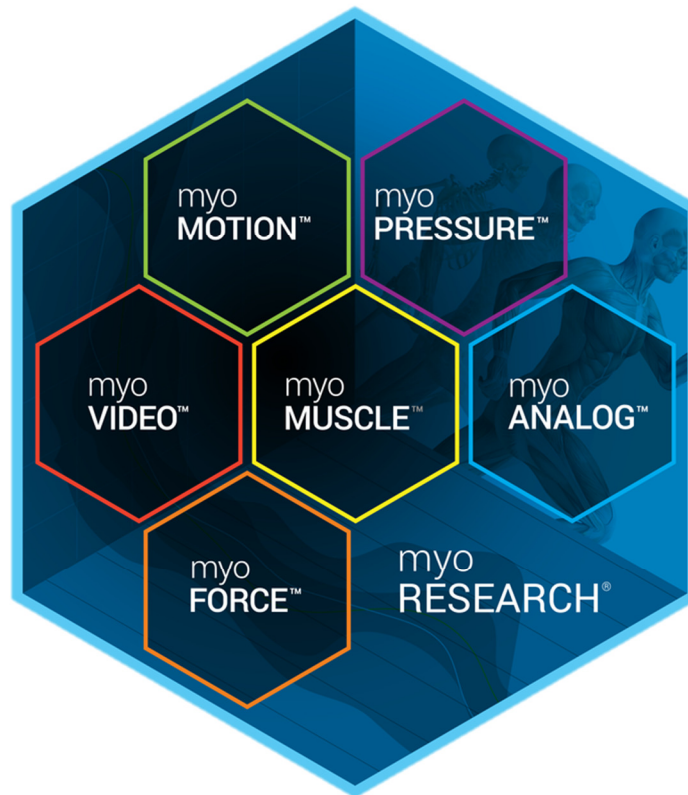 myo
MOTION™
myo
PRESSURE™
myo
VIDEO™
myo
MUSCLE™
myo
ANALOG™
myo
FORCE™
myo
RESEARCH®